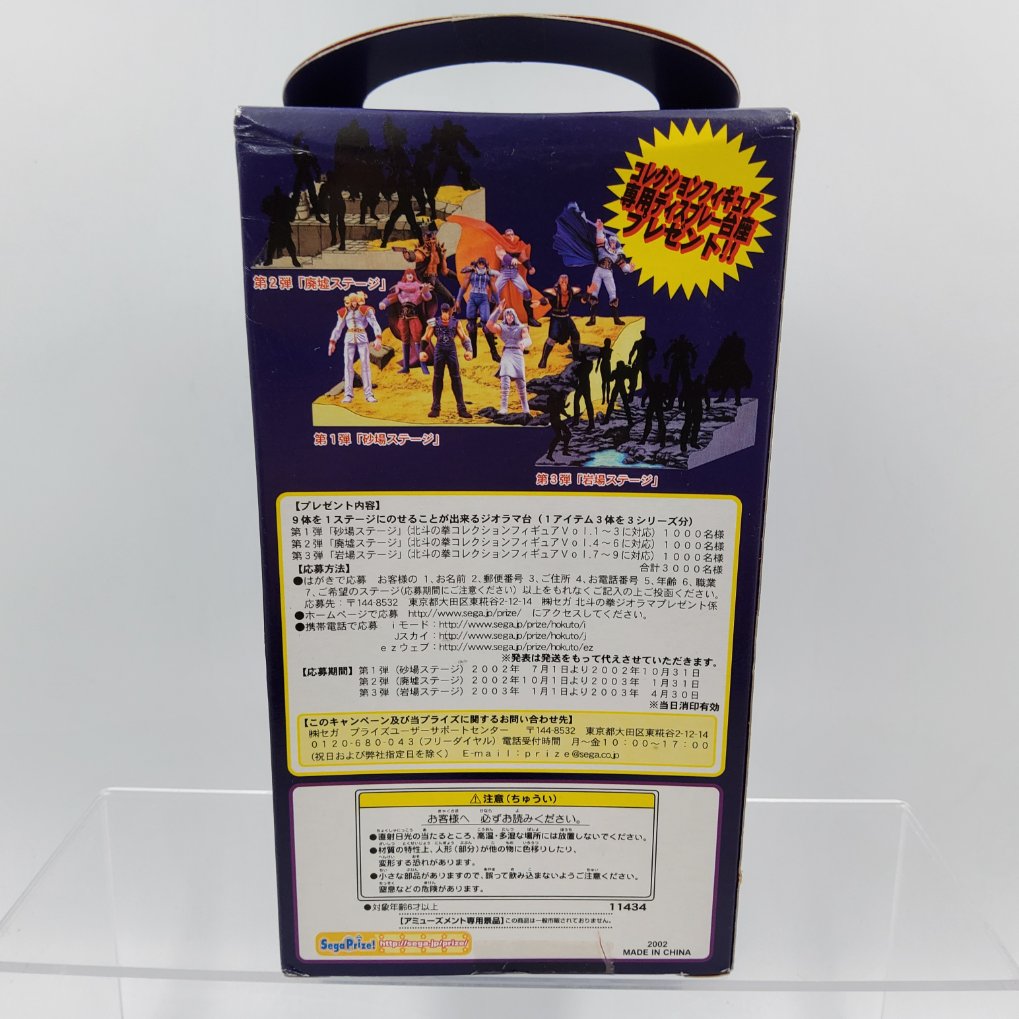 コレクションフィギュア
専用ディスプレー台座
プレゼント!!
第2弾「廃墟ステージ」
第1弾「砂場ステージ」
第3弾「岩場ステージ」
【プレゼント内容】
9体を1ステージにのせることが出来るジオラマ台(1アイテム3体を3シリーズ分)
第1弾「砂場ステージ」(北斗の拳コレクションフィギュアVol.1〜3に対応)1000名様
第2弾「廃墟ステージ」(北斗の拳コレクションフィギュアVol.4〜6に対応)1000名様
第3弾「岩場ステージ」(北斗の拳コレクションフィギュアVol.7〜9に対応)1000名様
合計3000名様
【応募方法】
●はがきで応募 お客様の 1、お名前 2、郵便番号 3、ご住所 4、お電話番号 5、年齢 6、職業
7、ご希望のステージ(応募期間にご注意ください)以上をもれなくご記入の上ご投函ください。
応募先:〒144-8532 東京都大田区東糀谷2-12-14 ㈱セガ 北斗の拳ジオラマプレゼント係
●ホームページで応募 http://www.sega.jp/prize/ にアクセスしてください。
●携帯電話で応募 iモード:http://www.sega.jp/prize/hokuto/i
Jスカイ:http://www.sega.jp/prize/hokuto/j
ezウェブ:http://www.sega.jp/prize/hokuto/ez
※発表は発送をもって代えさせていただきます。
【応募期間】第1弾(砂場ステージ)2002年 7月1日より2002年10月31日
第2弾(廃墟ステージ)2002年10月1日より2003年 1月31日
第3弾(岩場ステージ)2003年 1月1日より2003年 4月30日
※当日消印有効
【このキャンペーン及び当プライズに関するお問い合わせ先】
㈱セガ プライズユーザーサポートセンター 〒144-8532 東京都大田区東糀谷2-12-14
0120-680-043(フリーダイヤル)電話受付時間 月〜金10:00〜17:00
(祝日および弊社指定日を除く) E-mail:prize@sega.co.jp
⚠注意(ちゅうい)
お客様へ 必ずお読みください。
●直射日光の当たるところ、高温・多湿な場所には放置しないでください。
●材質の特性上、人形(部分)が他の物に色移りしたり、
変形する恐れがあります。
●小さな部品がありますので、誤って飲み込まないようご注意ください。
窒息などの危険があります。
●対象年齢6才以上 11434
【アミューズメント専用景品】この商品は一般市販されておりません。
SegaPrize! http://sega.jp/prize/
2002
MADE IN CHINA